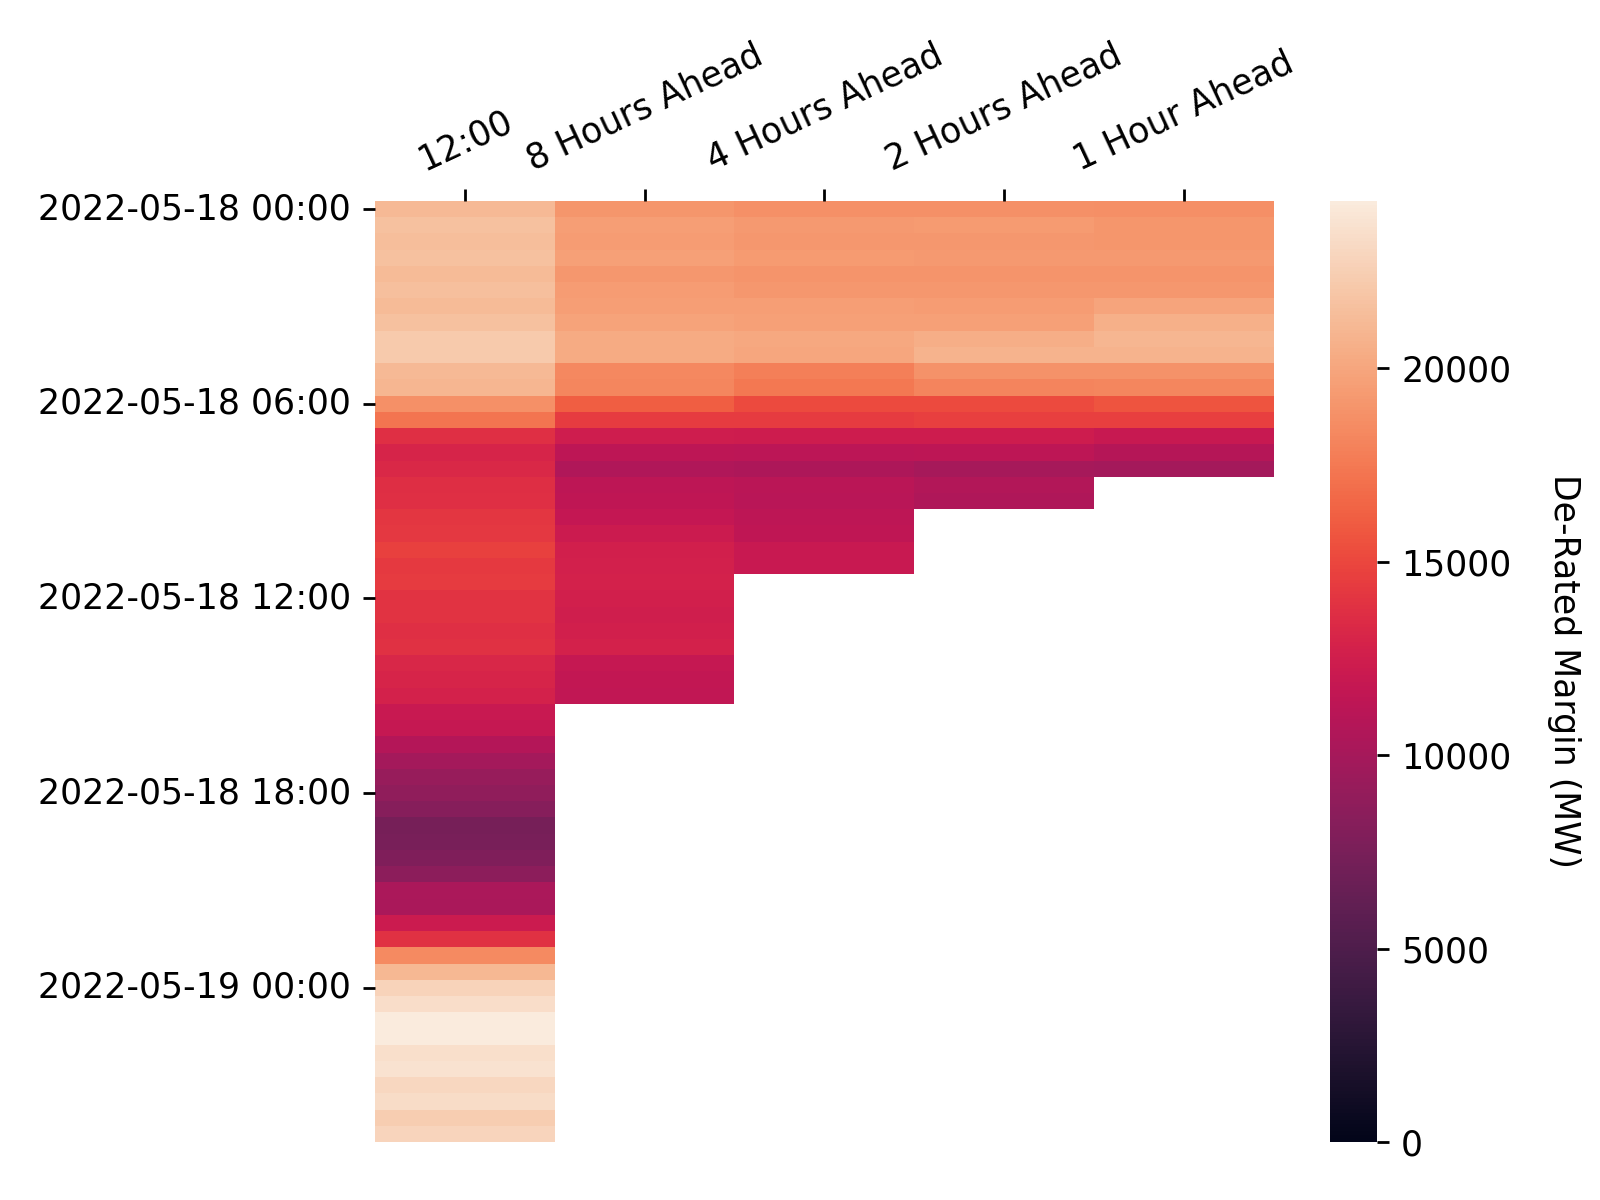 12:00
8 Hours Ahead
4 Hours Ahead
2 Hours Ahead
1 Hour Ahead
2022-05-18 00:00
2022-05-18 06:00
2022-05-18 12:00
2022-05-18 18:00
2022-05-19 00:00
20000
15000
10000
5000
0
De-Rated Margin (MW)